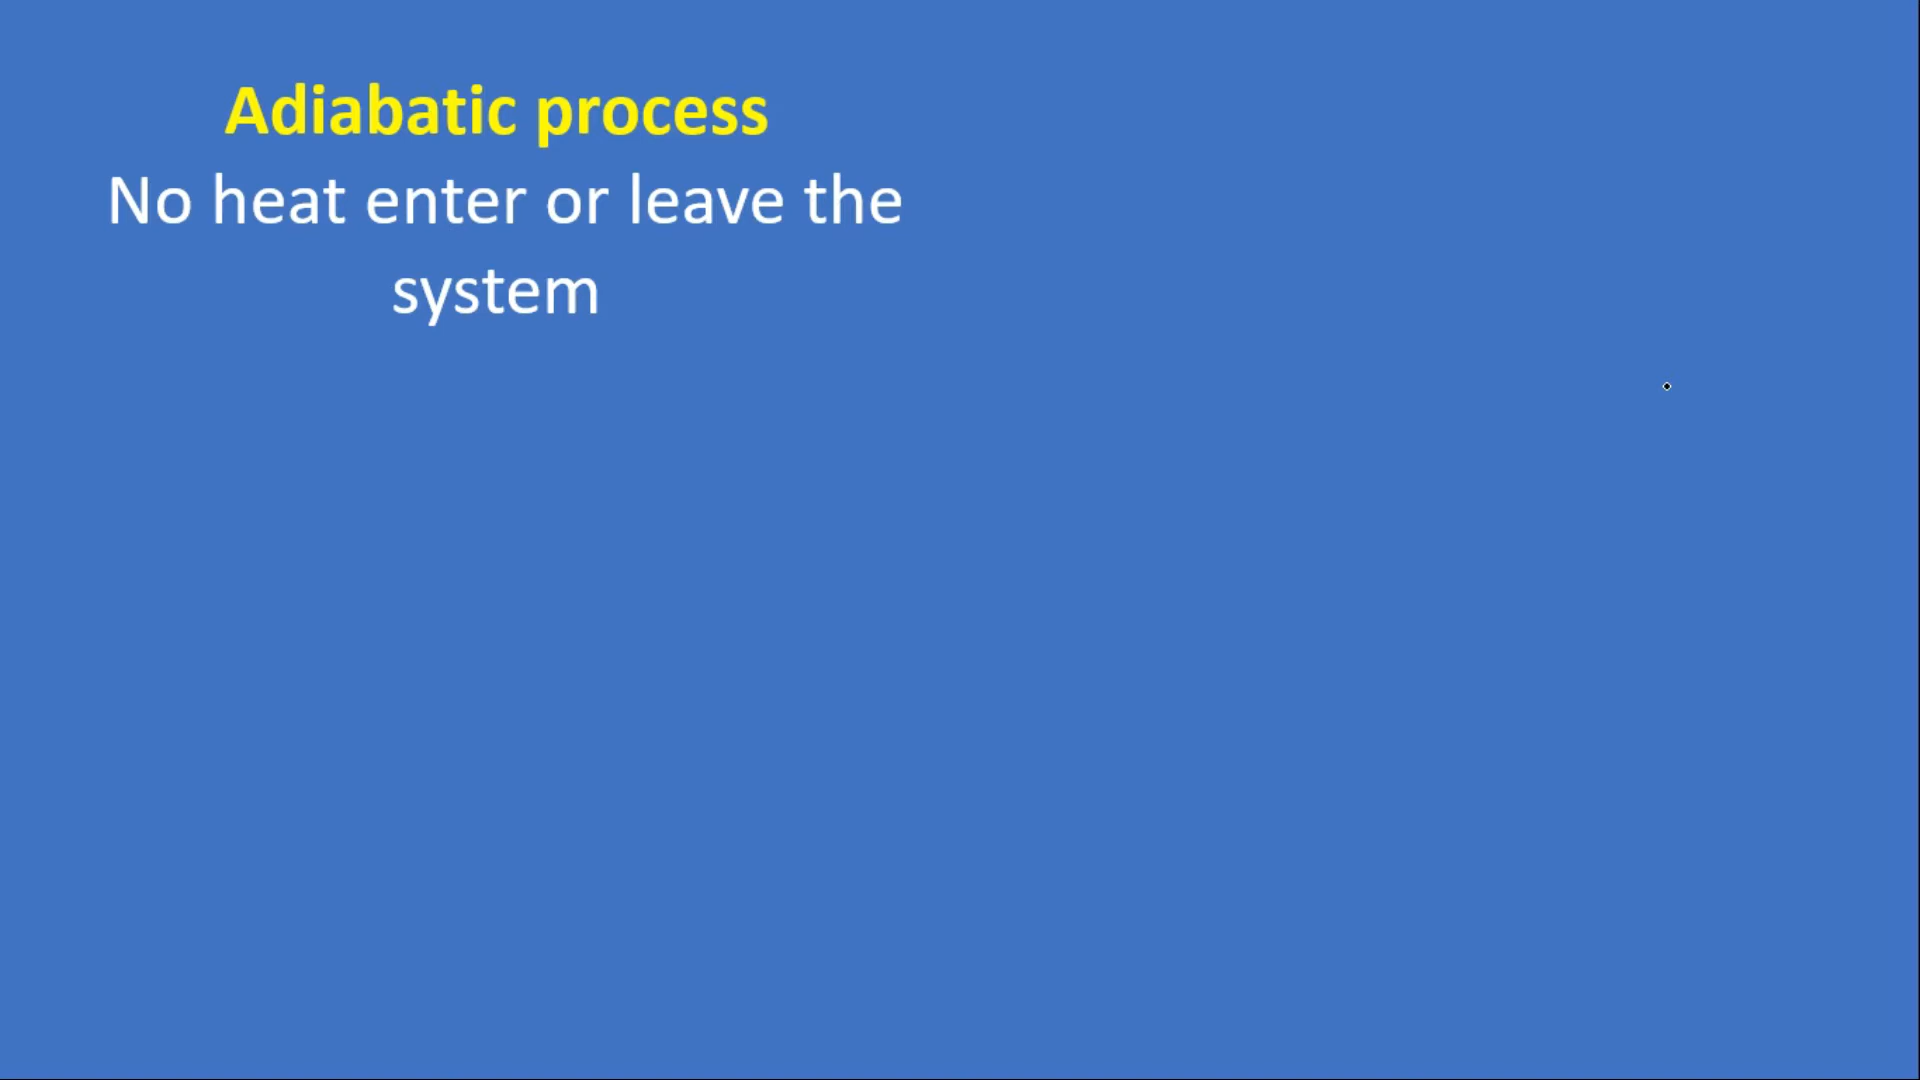 Adiabatic process
No heat enter or leave the
system